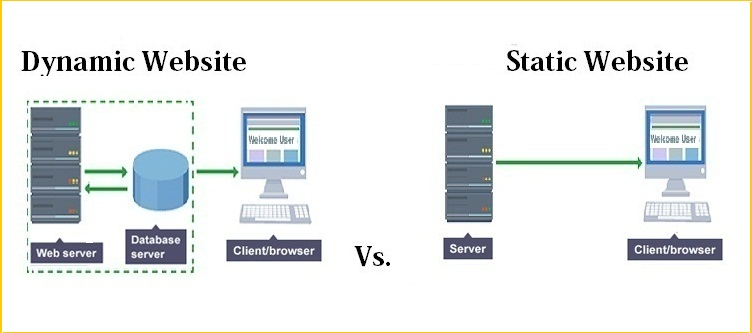 Dynamic Website
Static Website
Welcome User
Welcome User
Web server
Database
server
Client/browser
Vs.
Server
Client/browser